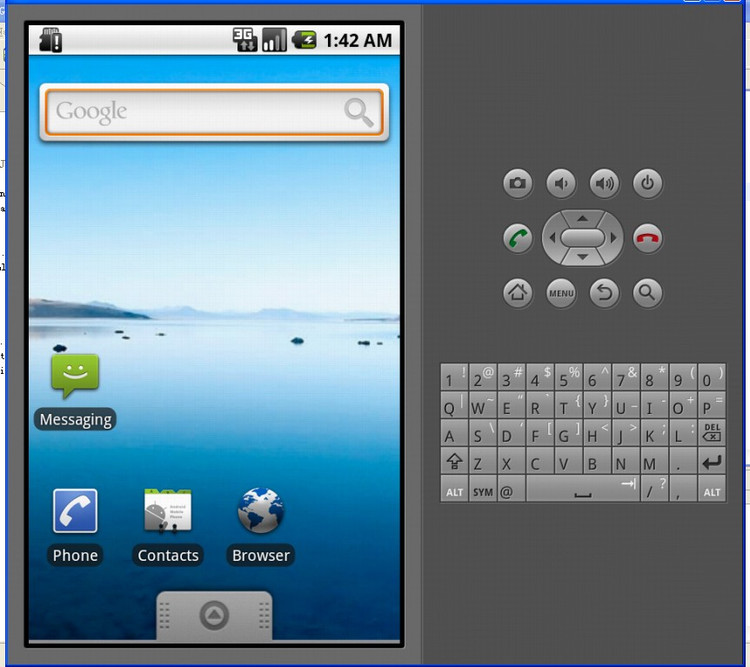 3G 1:42 AM
Google
MENU
1 ! 2 @ 3 # 4 $ 5 % 6 ^ 7 & 8 * 9 ( 0 )
Q | W ~ E " R ` T { Y } U _ I - O + P =
A S \ D ' F [ G ] H < J > K ; L : DEL
Z X C V B N M .
ALT SYM @ / ? , ALT
Messaging
Phone Contacts Browser